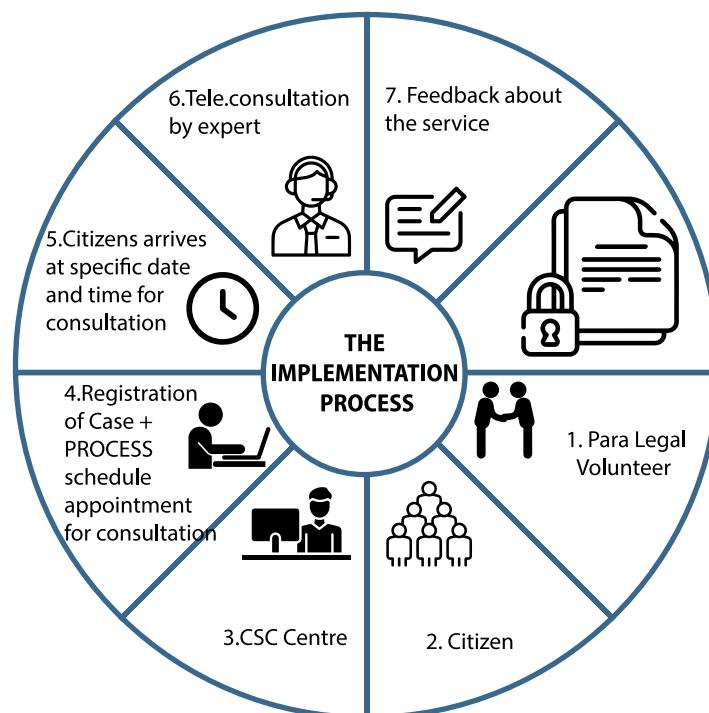 6.Tele.consultation
by expert
7. Feedback about
the service
5.Citizens arrives
at specific date
and time for
consultation
THE
IMPLEMENTATION
PROCESS
4.Registration
of Case +
PROCESS
schedule
appointment
for consultation
1. Para Legal
Volunteer
3.CSC Centre
2. Citizen